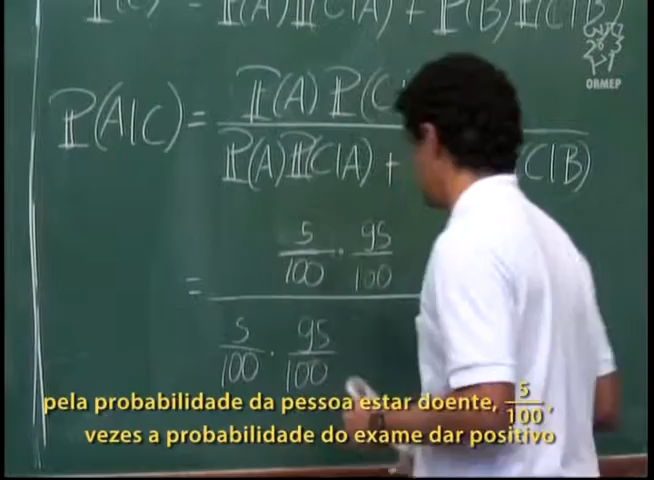 ℙ(C) = ℙ(A)ℙ(C|A) + ℙ(B)ℙ(C|B)
ℙ(A|C) = ℙ(A)ℙ(C
ℙ(A)ℙ(C|A) + C|B)
= 5/100 · 95/100
5/100 · 95/100
OBMEP
pela probabilidade da pessoa estar doente, 5/100,
vezes a probabilidade do exame dar positivo